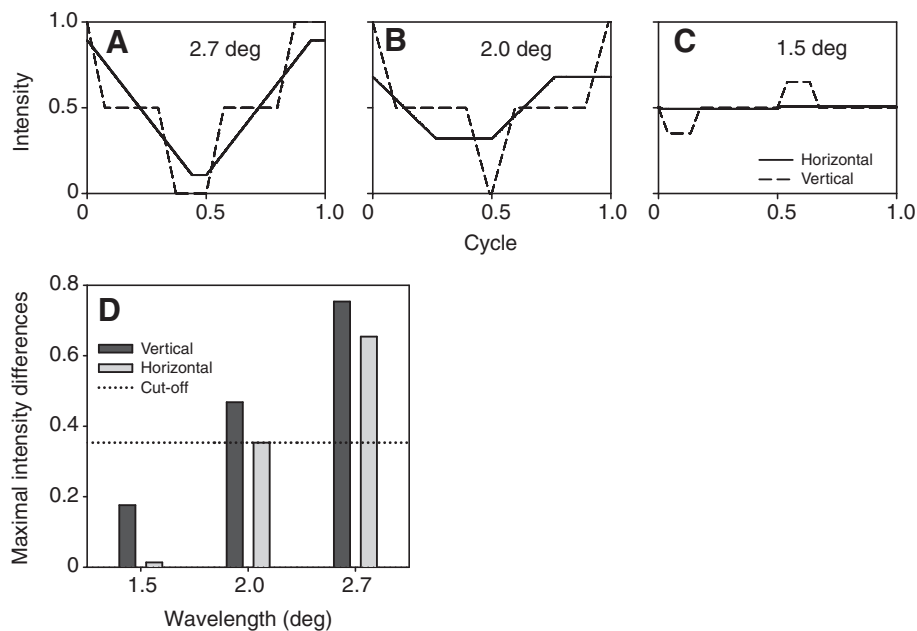 A 2.7 deg
B 2.0 deg
C 1.5 deg
Intensity
1.0
0.5
0
0 0.5 1.0
0 0.5 1.0
0 0.5 1.0
Horizontal
Vertical
Cycle
D
Maximal intensity differences
0.8
0.6
0.4
0.2
0
Vertical
Horizontal
Cut-off
1.5 2.0 2.7
Wavelength (deg)